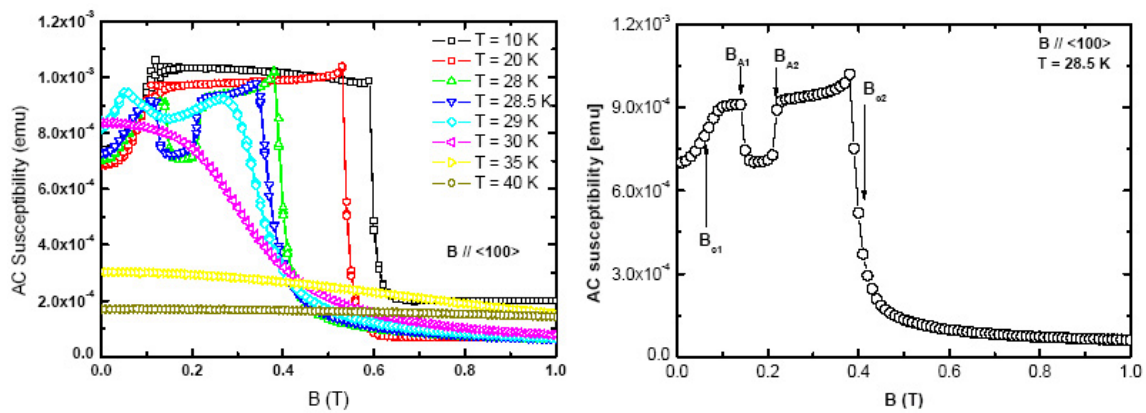 1.2x10⁻³
1.0x10⁻³
8.0x10⁻⁴
6.0x10⁻⁴
4.0x10⁻⁴
2.0x10⁻⁴
0.0
AC Susceptibility (emu)
T = 10 K
T = 20 K
T = 28 K
T = 28.5 K
T = 29 K
T = 30 K
T = 35 K
T = 40 K
B // <100>
0.0 0.2 0.4 0.6 0.8 1.0
B (T)
1.2x10⁻³
9.0x10⁻⁴
6.0x10⁻⁴
3.0x10⁻⁴
0.0
AC susceptibility [emu]
B // <100>
T = 28.5 K
B_A1
B_A2
B_c2
B_c1
0.0 0.2 0.4 0.6 0.8 1.0
B (T)